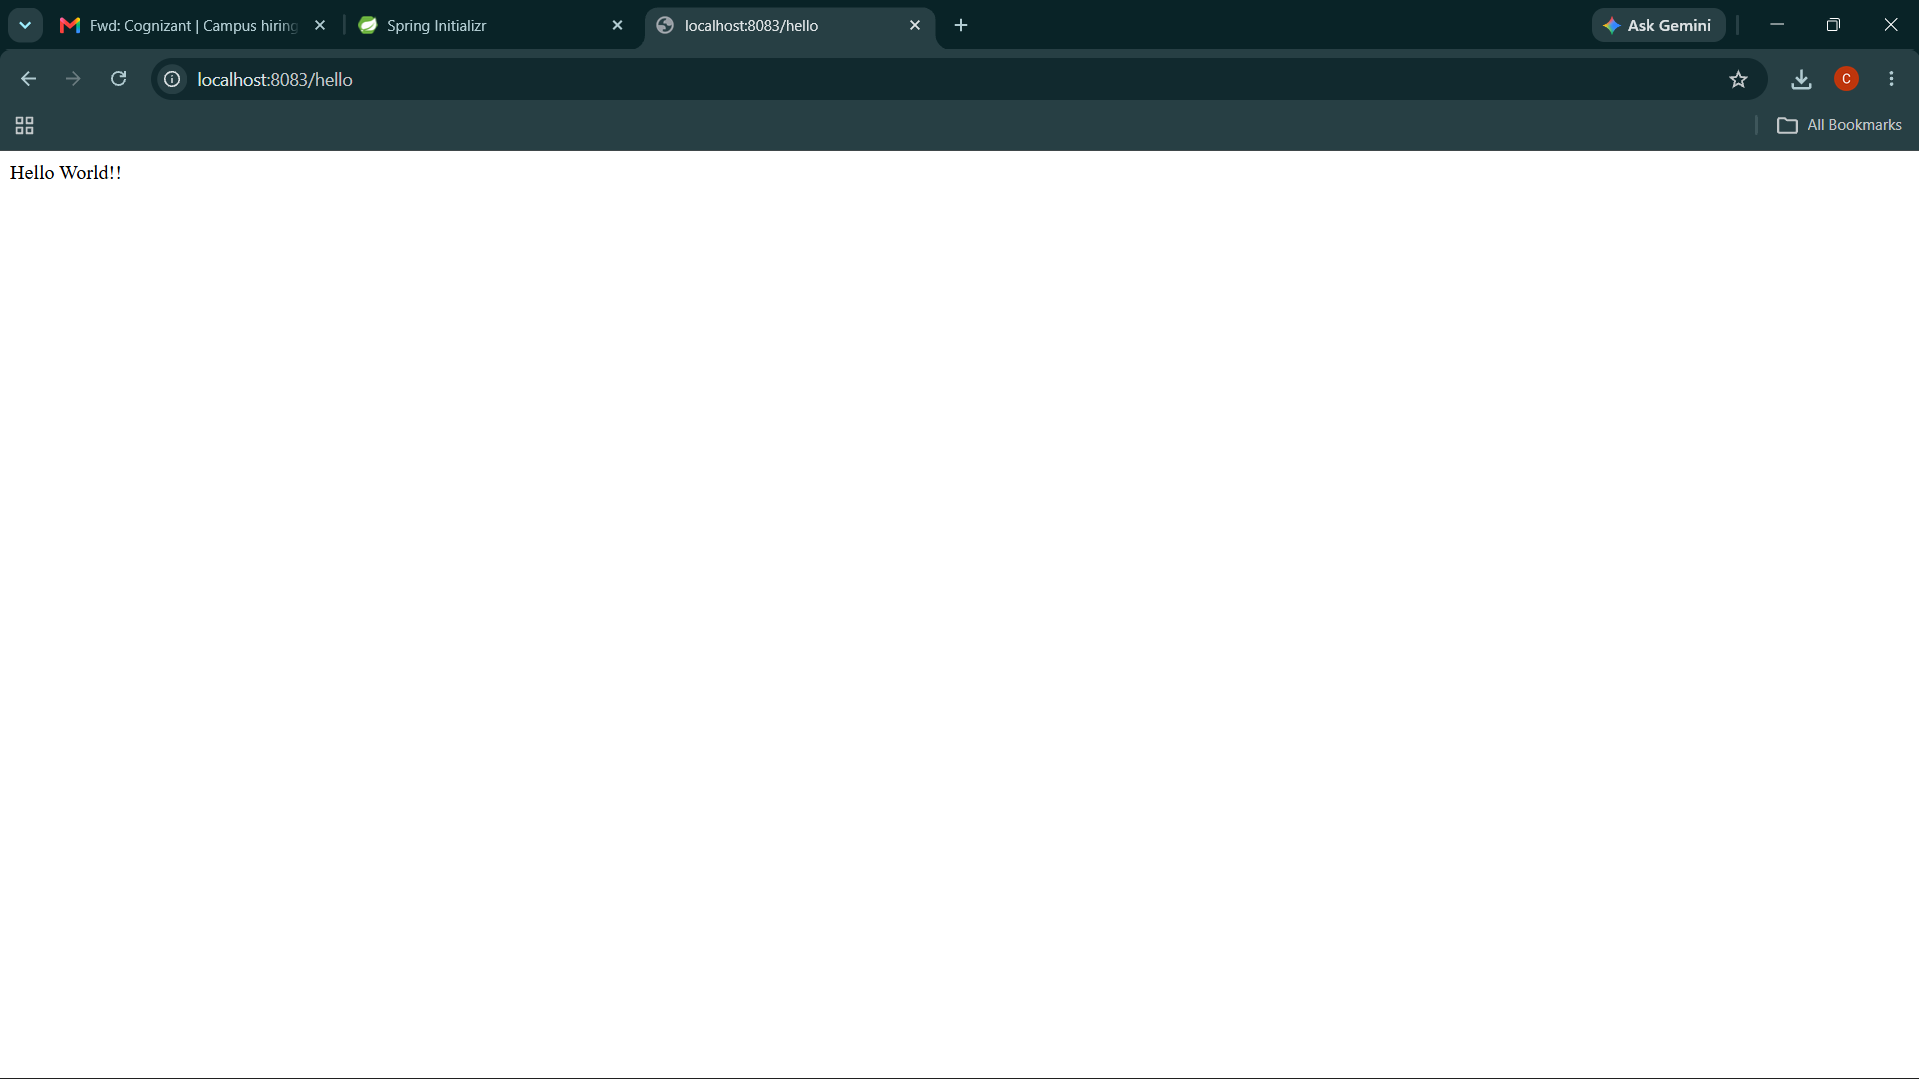 Fwd: Cognizant | Campus hiring
Spring Initializr
localhost:8083/hello
Ask Gemini
localhost:8083/hello
C
All Bookmarks
Hello World!!